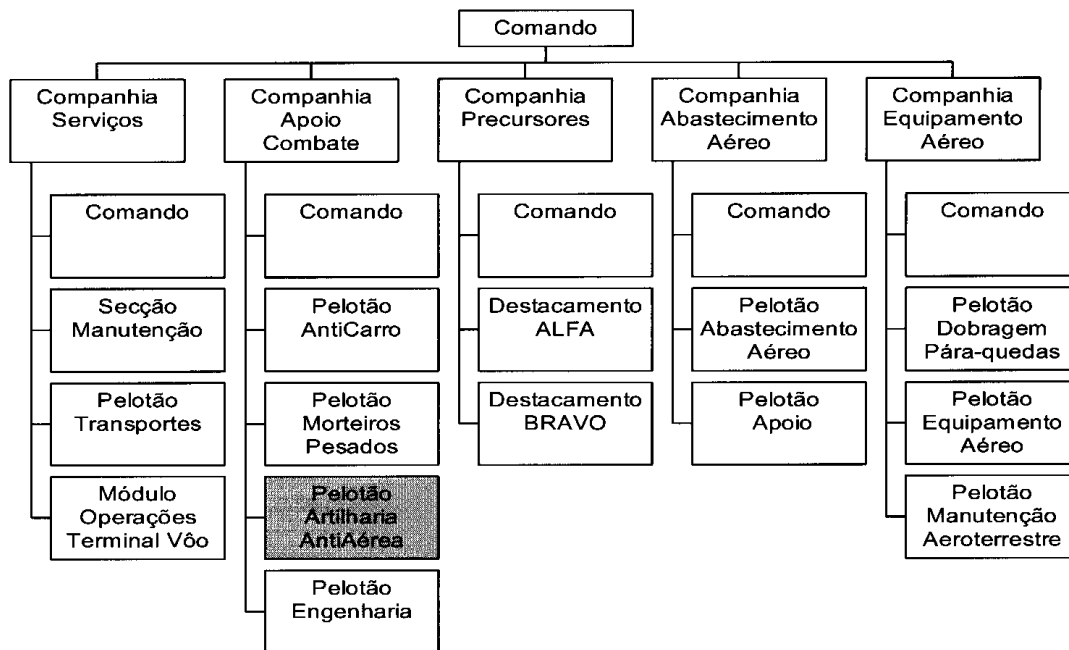 Comando
Companhia
Serviços
Companhia
Apoio
Combate
Companhia
Precursores
Companhia
Abastecimento
Aéreo
Companhia
Equipamento
Aéreo
Comando
Secção
Manutenção
Pelotão
Transportes
Módulo
Operações
Terminal Vôo
Comando
Pelotão
AntiCarro
Pelotão
Morteiros
Pesados
Pelotão
Artilharia
AntiAérea
Pelotão
Engenharia
Comando
Destacamento
ALFA
Destacamento
BRAVO
Comando
Pelotão
Abastecimento
Aéreo
Pelotão
Apoio
Comando
Pelotão
Dobragem
Pára-quedas
Pelotão
Equipamento
Aéreo
Pelotão
Manutenção
Aeroterrestre